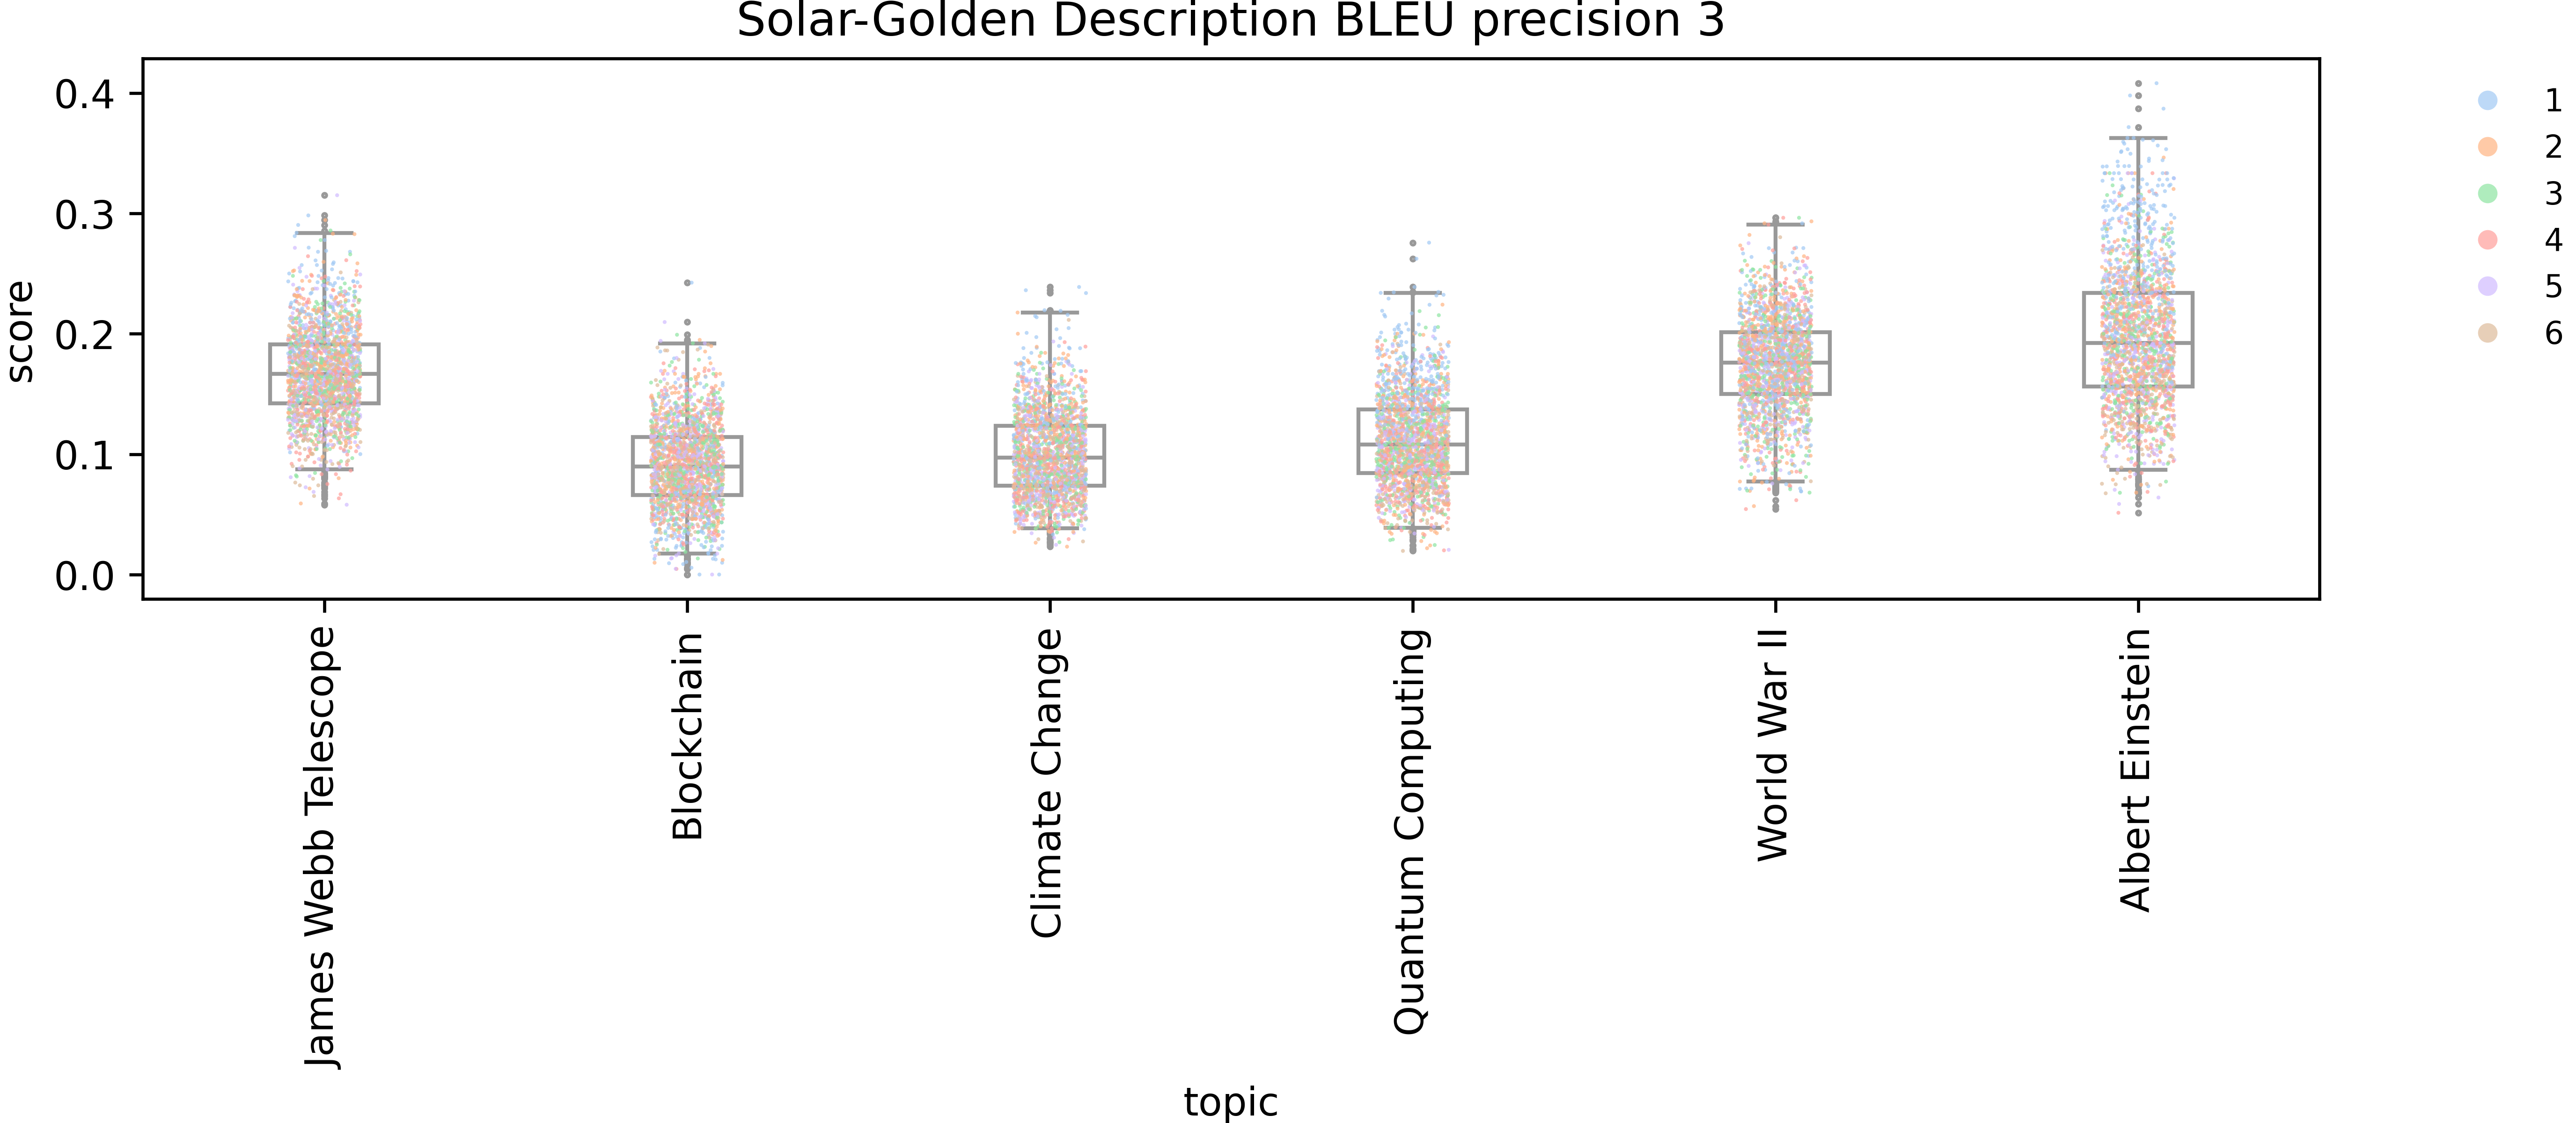 Solar-Golden Description BLEU precision 3
score
0.4
0.3
0.2
0.1
0.0
1
2
3
4
5
6
James Webb Telescope
Blockchain
Climate Change
Quantum Computing
World War II
Albert Einstein
topic